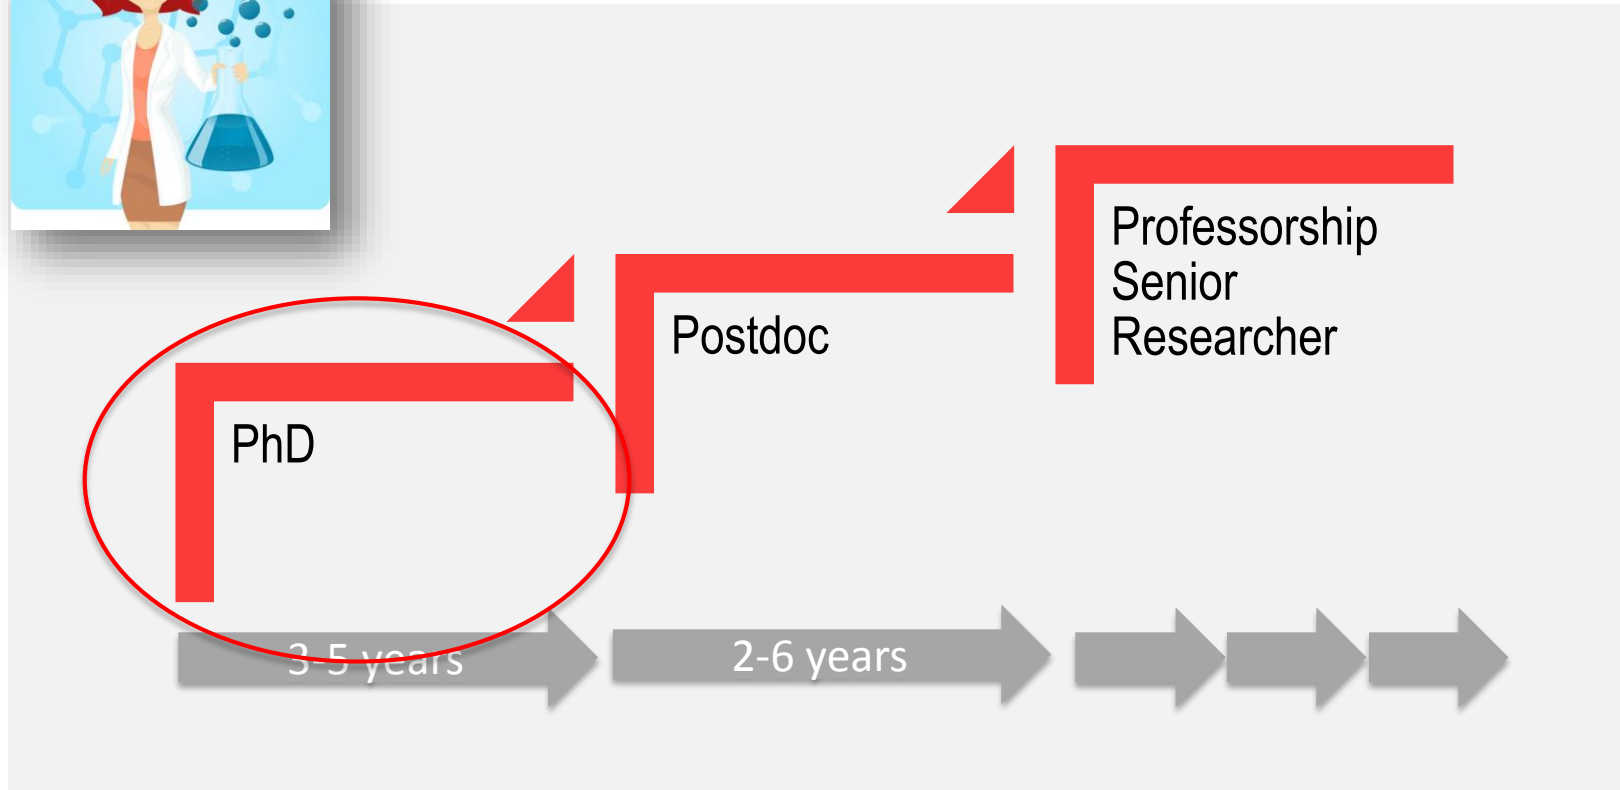 PhD
Postdoc
Professorship
Senior
Researcher
3-5 years
2-6 years